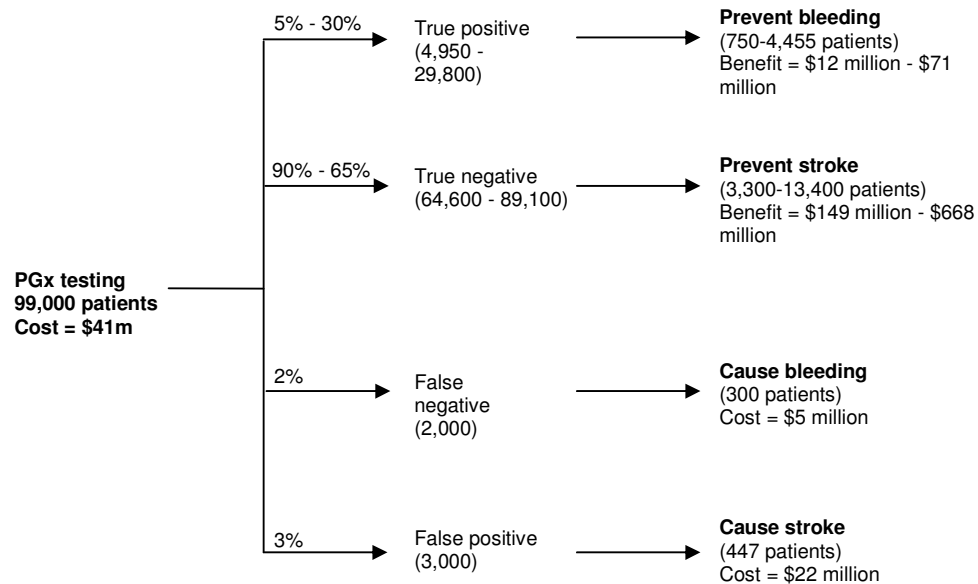 5% - 30%
True positive
(4,950 -
29,800)
Prevent bleeding
(750-4,455 patients)
Benefit = $12 million - $71
million
90% - 65%
True negative
(64,600 - 89,100)
Prevent stroke
(3,300-13,400 patients)
Benefit = $149 million - $668
million
PGx testing
99,000 patients
Cost = $41m
2%
False
negative
(2,000)
Cause bleeding
(300 patients)
Cost = $5 million
3%
False positive
(3,000)
Cause stroke
(447 patients)
Cost = $22 million